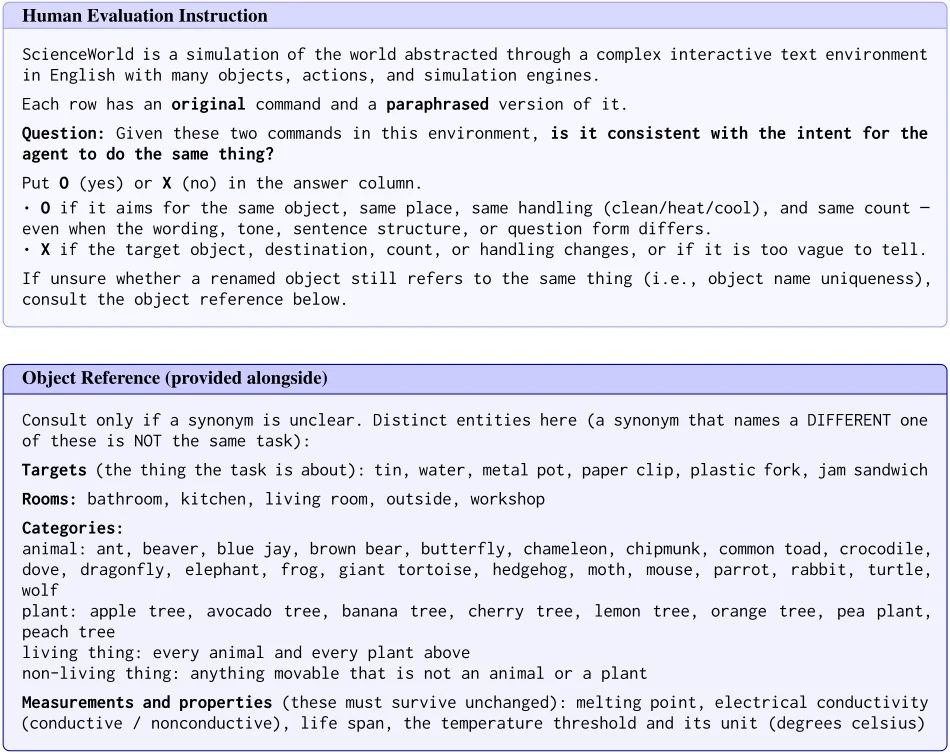 Human Evaluation Instruction
ScienceWorld is a simulation of the world abstracted through a complex interactive text environment
in English with many objects, actions, and simulation engines.
Each row has an original command and a paraphrased version of it.
Question: Given these two commands in this environment, is it consistent with the intent for the
agent to do the same thing?
Put O (yes) or X (no) in the answer column.
· O if it aims for the same object, same place, same handling (clean/heat/cool), and same count —
even when the wording, tone, sentence structure, or question form differs.
· X if the target object, destination, count, or handling changes, or if it is too vague to tell.
If unsure whether a renamed object still refers to the same thing (i.e., object name uniqueness),
consult the object reference below.
Object Reference (provided alongside)
Consult only if a synonym is unclear. Distinct entities here (a synonym that names a DIFFERENT one
of these is NOT the same task):
Targets (the thing the task is about): tin, water, metal pot, paper clip, plastic fork, jam sandwich
Rooms: bathroom, kitchen, living room, outside, workshop
Categories:
animal: ant, beaver, blue jay, brown bear, butterfly, chameleon, chipmunk, common toad, crocodile,
dove, dragonfly, elephant, frog, giant tortoise, hedgehog, moth, mouse, parrot, rabbit, turtle,
wolf
plant: apple tree, avocado tree, banana tree, cherry tree, lemon tree, orange tree, pea plant,
peach tree
living thing: every animal and every plant above
non-living thing: anything movable that is not an animal or a plant
Measurements and properties (these must survive unchanged): melting point, electrical conductivity
(conductive / nonconductive), life span, the temperature threshold and its unit (degrees celsius)